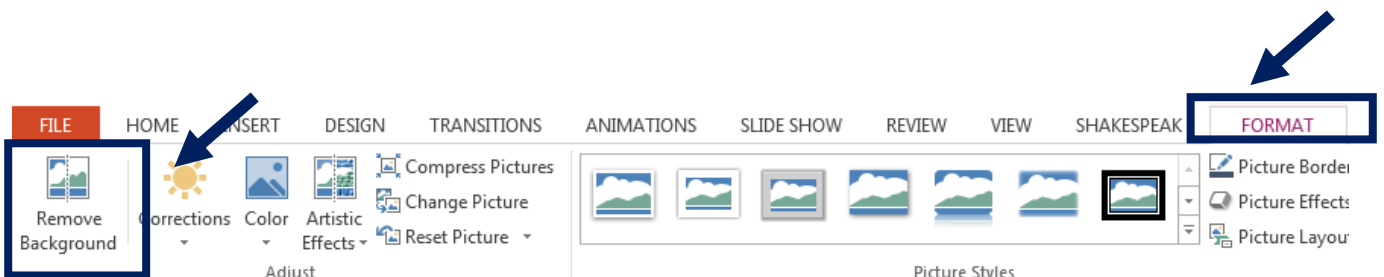 FILE HOME INSERT DESIGN TRANSITIONS ANIMATIONS SLIDE SHOW REVIEW VIEW SHAKESPEAK FORMAT
Remove
Background
Corrections
Color
Artistic
Effects
Compress Pictures
Change Picture
Reset Picture
Adjust
Picture Styles
Picture Border
Picture Effects
Picture Layou